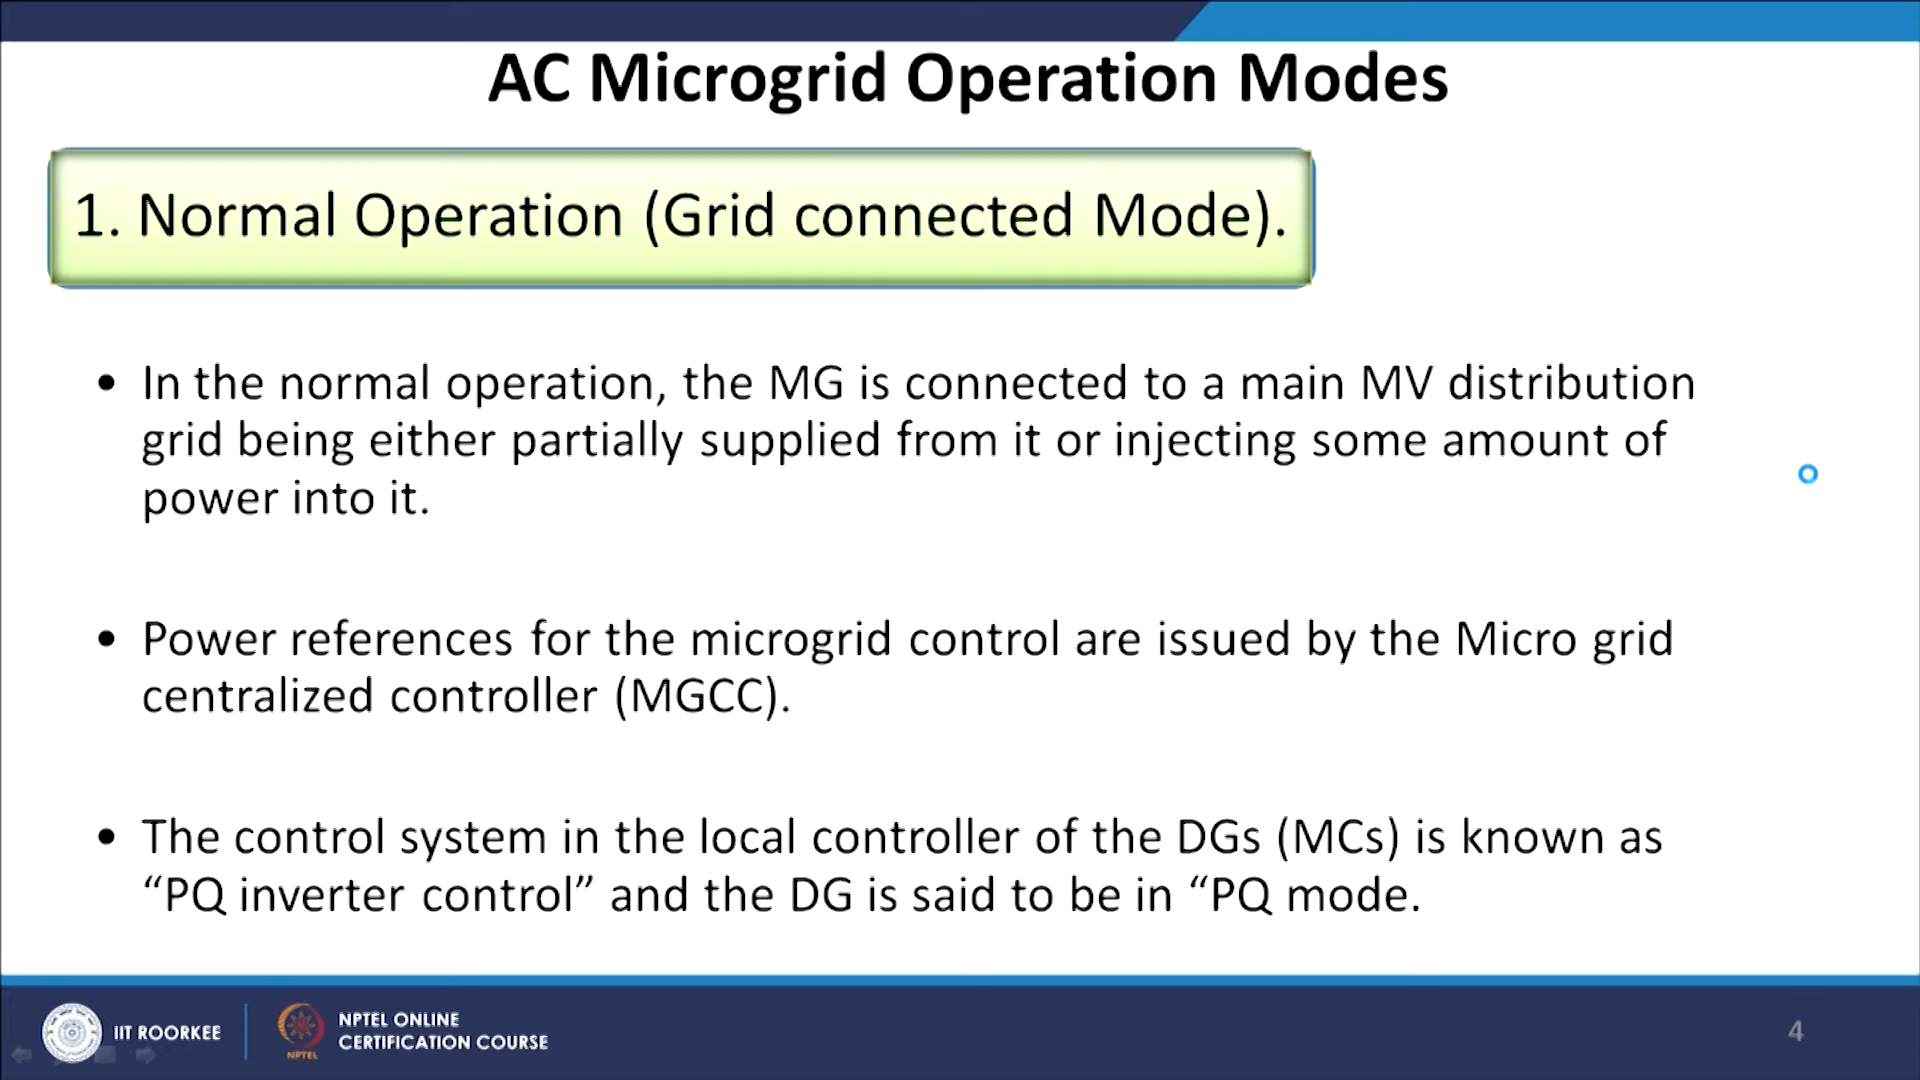 AC Microgrid Operation Modes
1. Normal Operation (Grid connected Mode).
• In the normal operation, the MG is connected to a main MV distribution
grid being either partially supplied from it or injecting some amount of
power into it.
• Power references for the microgrid control are issued by the Micro grid
centralized controller (MGCC).
• The control system in the local controller of the DGs (MCs) is known as
“PQ inverter control” and the DG is said to be in “PQ mode.
IIT ROORKEE
NPTEL
NPTEL ONLINE
CERTIFICATION COURSE
4